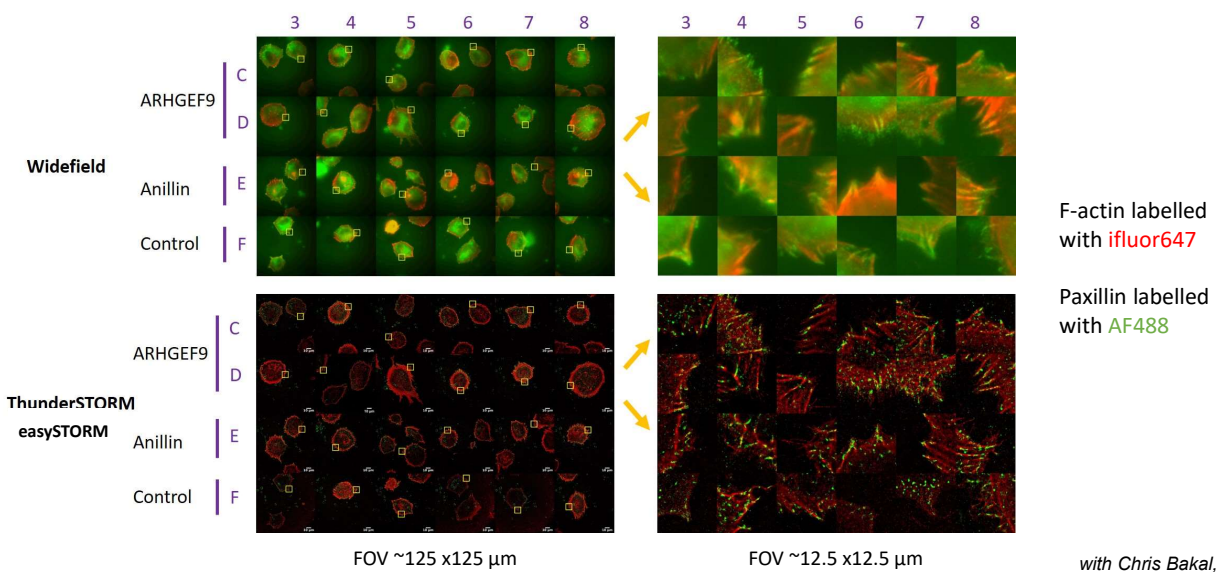 3 4 5 6 7 8
3 4 5 6 7 8
ARHGEF9
C
D
Widefield
Anillin
E
Control
F
F-actin labelled
with ifluor647
Paxillin labelled
with AF488
ARHGEF9
C
D
ThunderSTORM
easySTORM
Anillin
E
Control
F
FOV ~125 x125 µm
FOV ~12.5 x12.5 µm
with Chris Bakal,